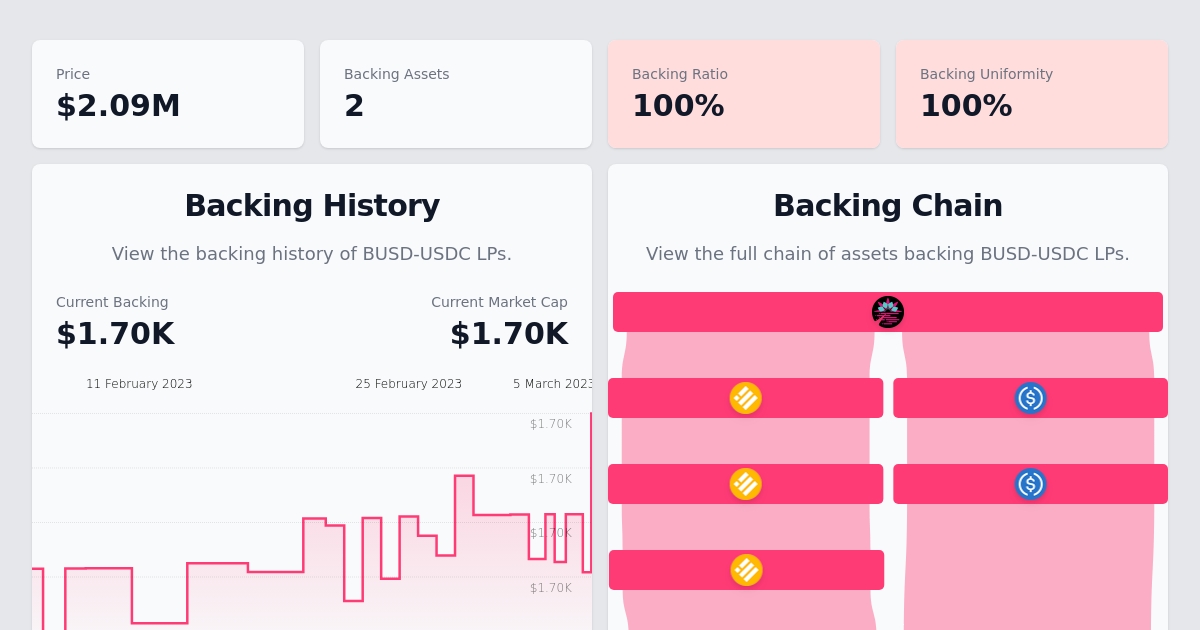 Price
$2.09M
Backing Assets
2
Backing Ratio
100%
Backing Uniformity
100%
Backing History
View the backing history of BUSD-USDC LPs.
Current Backing
$1.70K
Current Market Cap
$1.70K
11 February 2023
25 February 2023
5 March 2023
$1.70K
$1.70K
$1.70K
$1.70K
Backing Chain
View the full chain of assets backing BUSD-USDC LPs.